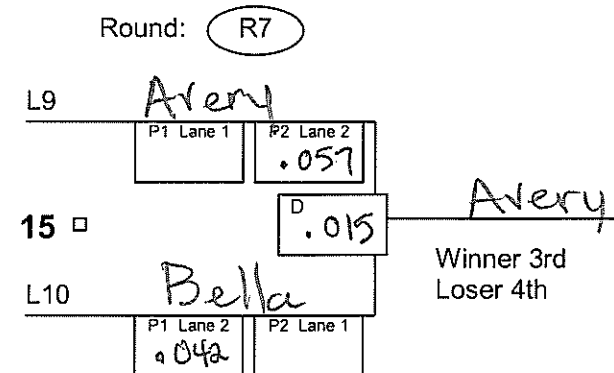 Round: R7
L9 Avery
P1 Lane 1 P2 Lane 2
.057
D
.015
Avery
15
Winner 3rd
Loser 4th
L10 Bella
P1 Lane 2 P2 Lane 1
.042